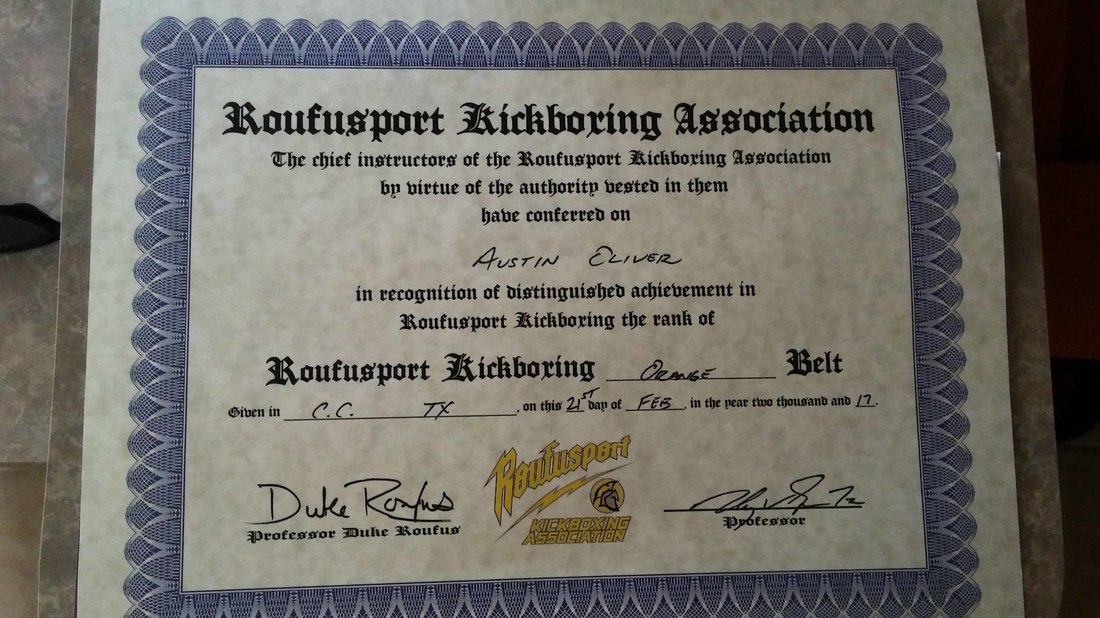 Roufusport Kickboxing Association
The chief instructors of the Roufusport Kickboxing Association
by virtue of the authority vested in them
have conferred on
AUSTIN OLIVER
in recognition of distinguished achievement in
Roufusport Kickboxing the rank of
Roufusport Kickboxing ORANGE Belt
Given in C.C. TX, on this 21ST day of FEB, in the year two thousand and 17.
Roufusport
KICKBOXING
ASSOCIATION
Duke Roufus
Professor Duke Roufus
Professor